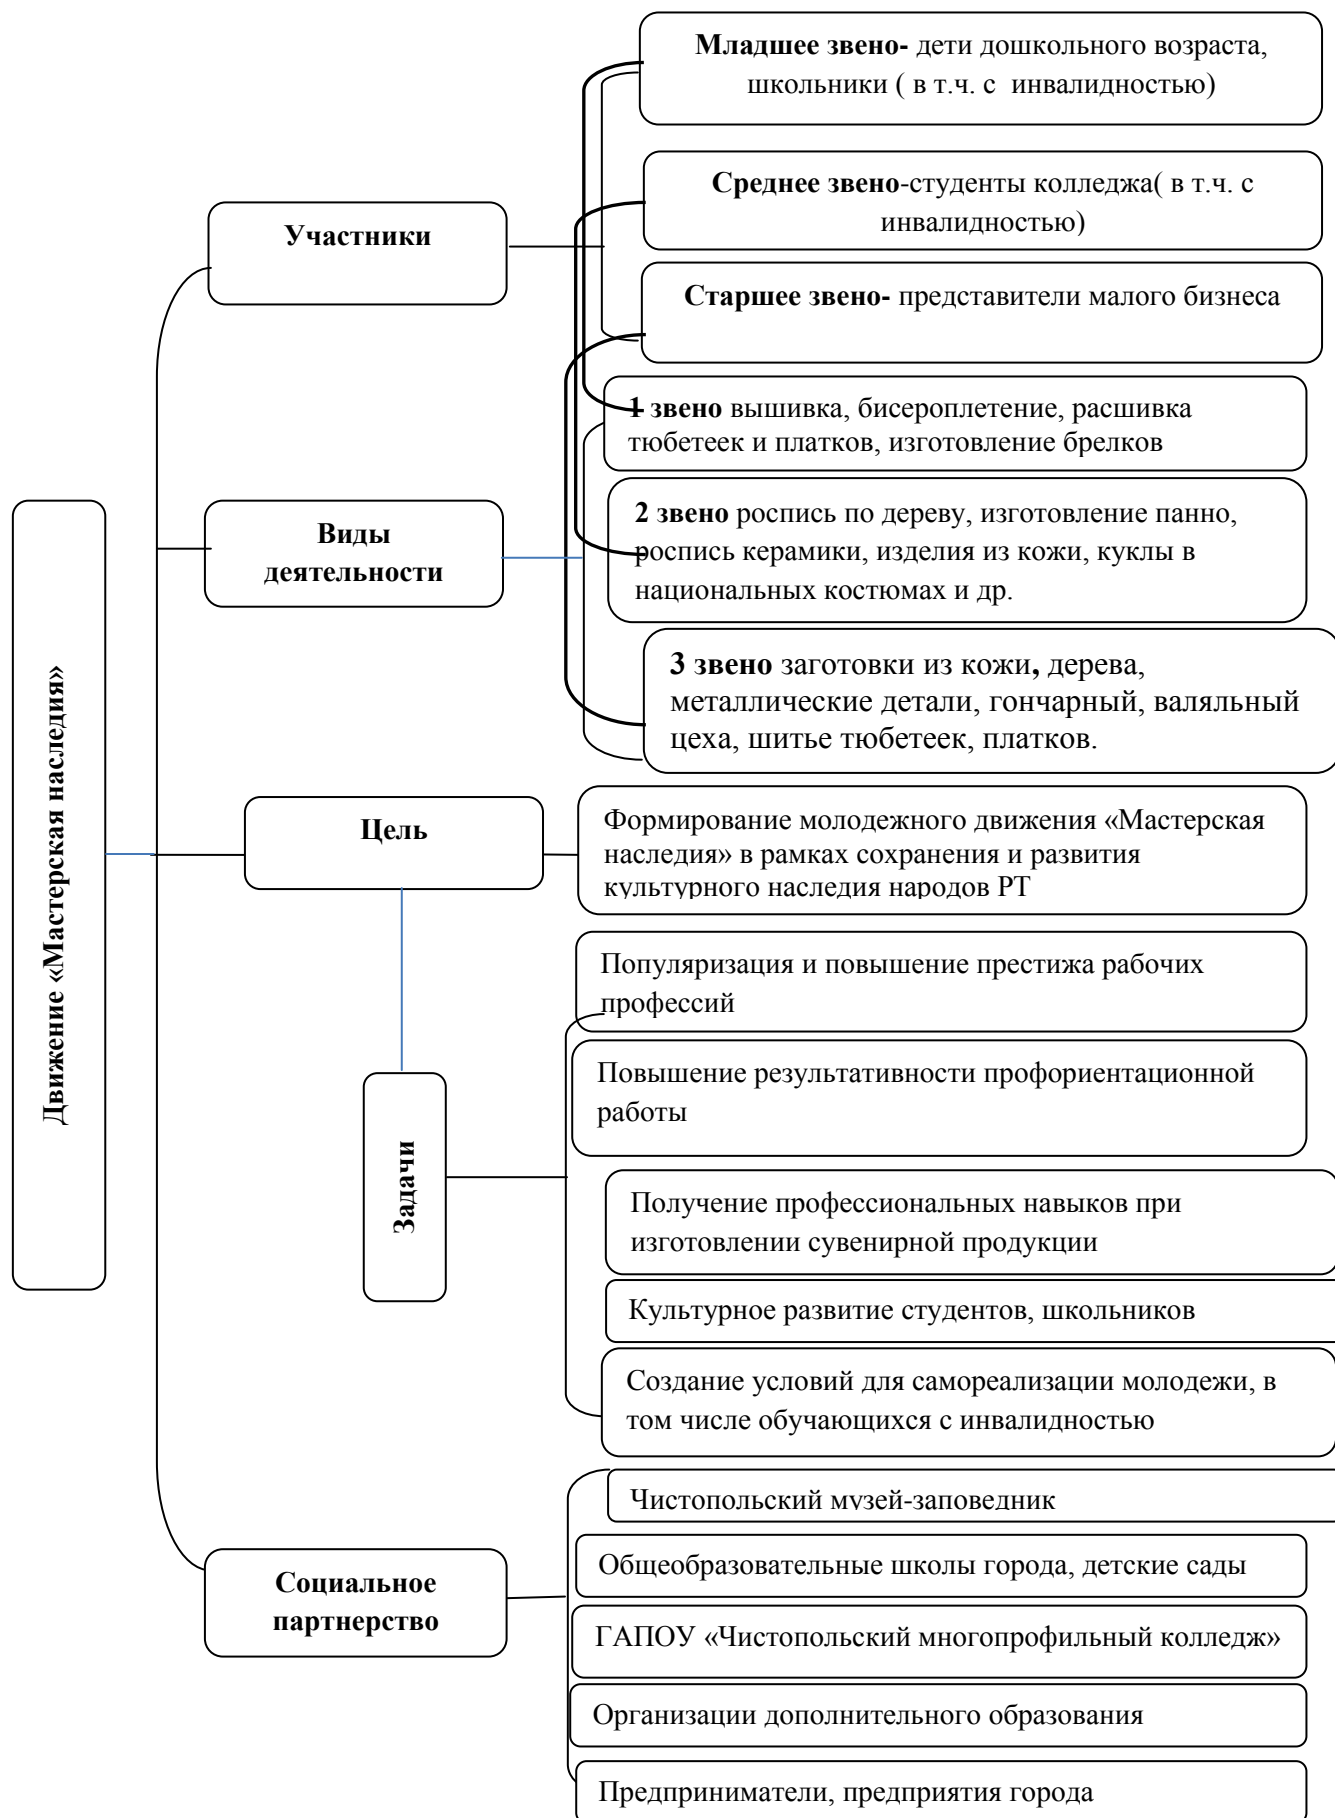 Движение «Мастерская наследия»
Участники
Младшее звено- дети дошкольного возраста,
школьники ( в т.ч. с инвалидностью)
Среднее звено-студенты колледжа( в т.ч. с
инвалидностью)
Старшее звено- представители малого бизнеса
Виды
деятельности
1 звено вышивка, бисероплетение, расшивка
тюбетеек и платков, изготовление брелков
2 звено роспись по дереву, изготовление панно,
роспись керамики, изделия из кожи, куклы в
национальных костюмах и др.
3 звено заготовки из кожи, дерева,
металлические детали, гончарный, валяльный
цеха, шитье тюбетеек, платков.
Цель
Формирование молодежного движения «Мастерская
наследия» в рамках сохранения и развития
культурного наследия народов РТ
Задачи
Популяризация и повышение престижа рабочих
профессий
Повышение результативности профориентационной
работы
Получение профессиональных навыков при
изготовлении сувенирной продукции
Культурное развитие студентов, школьников
Создание условий для самореализации молодежи, в
том числе обучающихся с инвалидностью
Социальное
партнерство
Чистопольский музей-заповедник
Общеобразовательные школы города, детские сады
ГАПОУ «Чистопольский многопрофильный колледж»
Организации дополнительного образования
Предприниматели, предприятия города